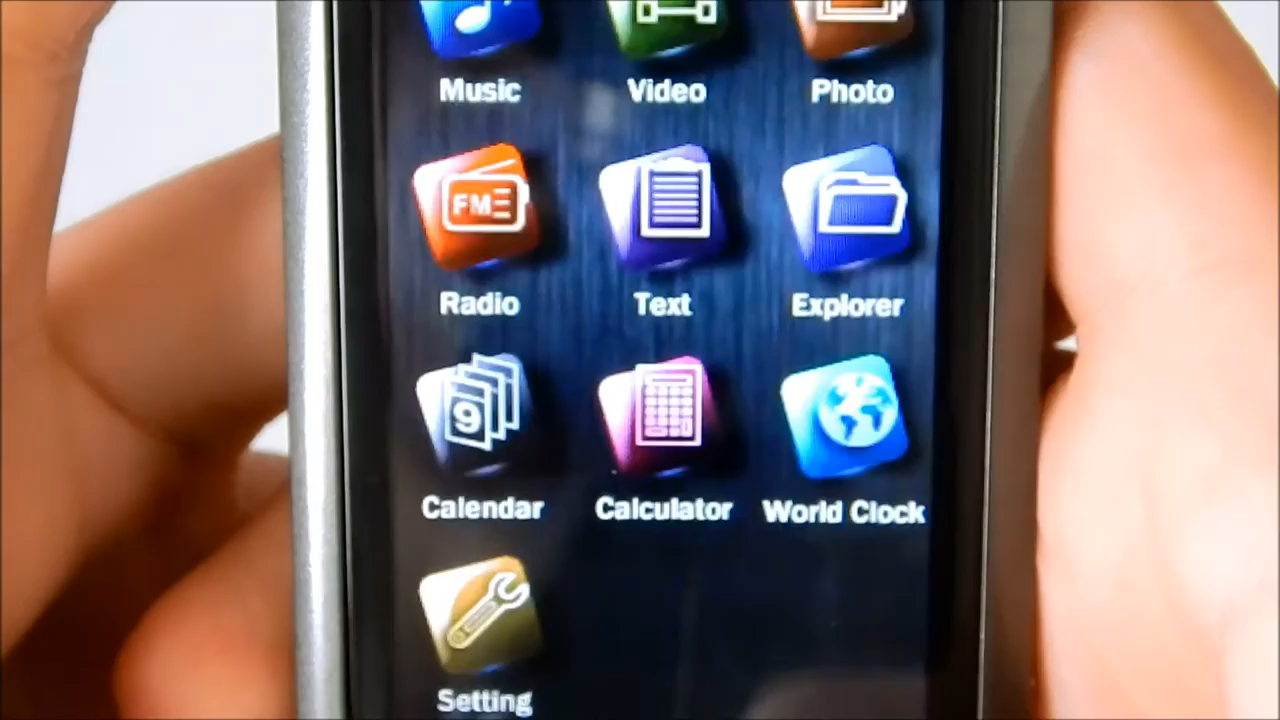 Music Video Photo
FM
Radio Text Explorer
9
Calendar Calculator World Clock
Setting